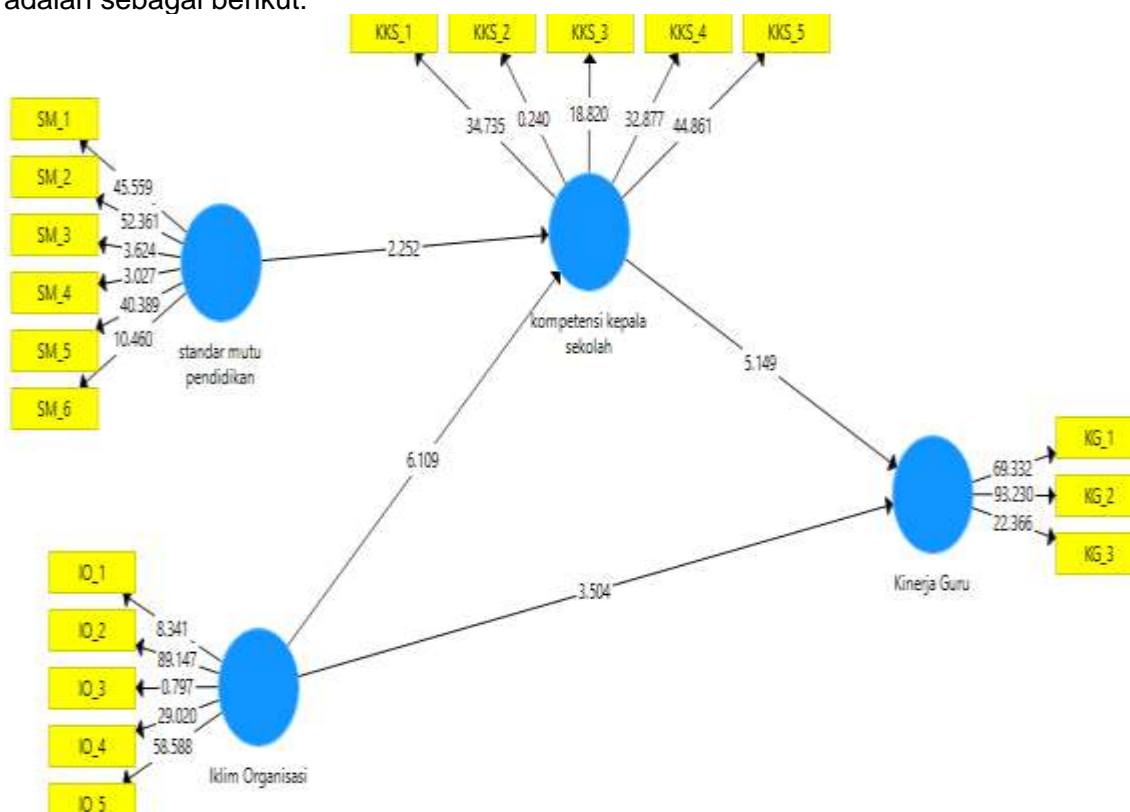 adalah sebagai berikut:
KKS_1
KKS_2
KKS_3
KKS_4
KKS_5
34.735
0.240
18.820
32.877
44.861
SM_1
SM_2
SM_3
SM_4
SM_5
SM_6
45.559
52.361
3.624
3.027
40.389
10.460
standar mutu
pendidikan
2.252
kompetensi kepala
sekolah
6.109
5.149
3.504
KG_1
KG_2
KG_3
69.332
93.230
22.366
Kinerja Guru
IO_1
IO_2
IO_3
IO_4
IO_5
8.341
89.147
0.797
29.020
58.588
Iklim Organisasi